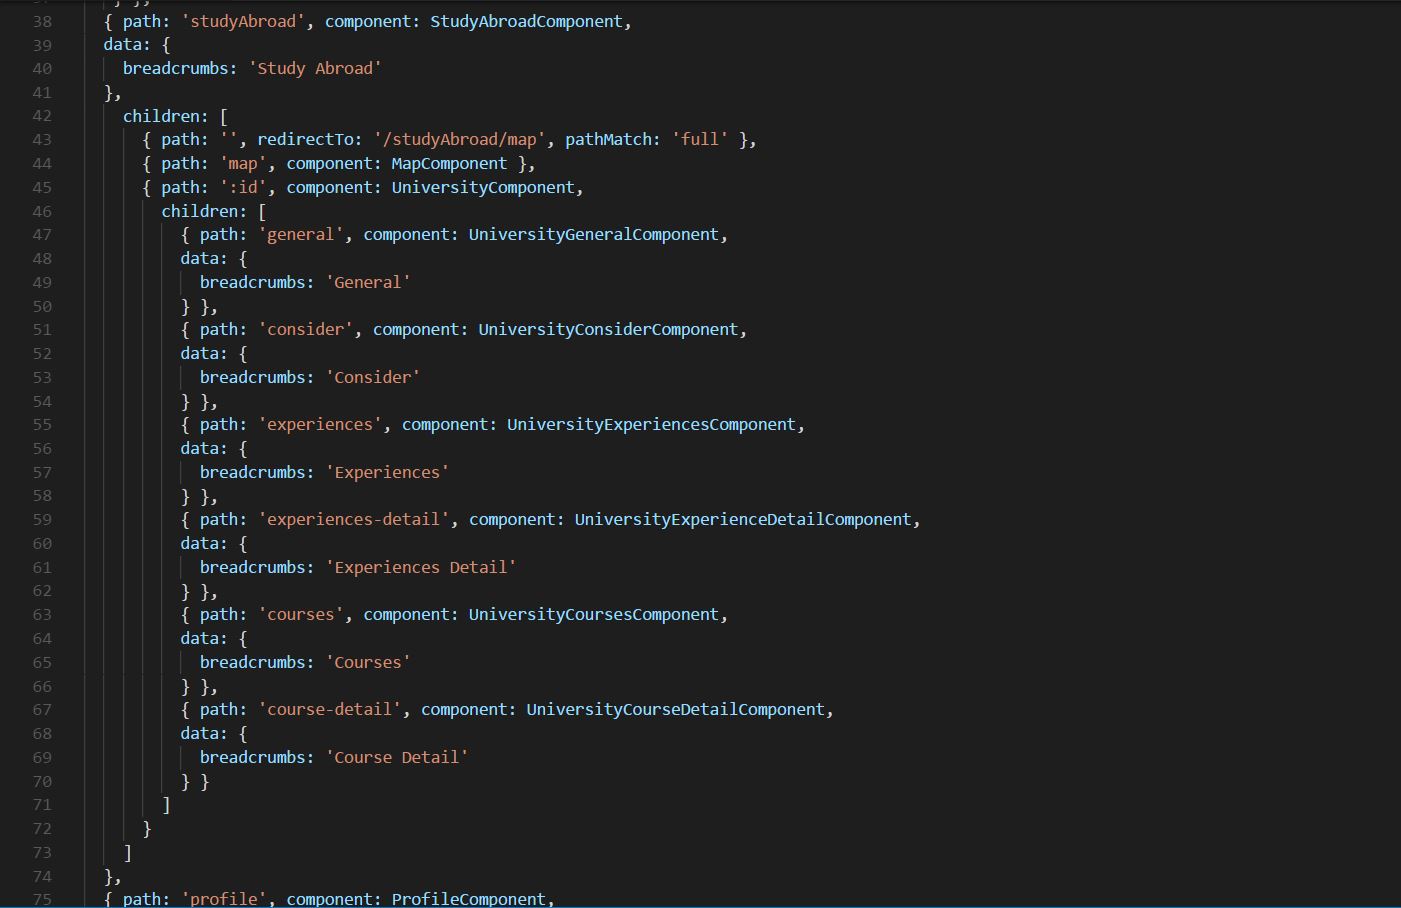 37 } },
38 { path: 'studyAbroad', component: StudyAbroadComponent,
39 data: {
40 breadcrumbs: 'Study Abroad'
41 },
42 children: [
43 { path: '', redirectTo: '/studyAbroad/map', pathMatch: 'full' },
44 { path: 'map', component: MapComponent },
45 { path: ':id', component: UniversityComponent,
46 children: [
47 { path: 'general', component: UniversityGeneralComponent,
48 data: {
49 breadcrumbs: 'General'
50 } },
51 { path: 'consider', component: UniversityConsiderComponent,
52 data: {
53 breadcrumbs: 'Consider'
54 } },
55 { path: 'experiences', component: UniversityExperiencesComponent,
56 data: {
57 breadcrumbs: 'Experiences'
58 } },
59 { path: 'experiences-detail', component: UniversityExperienceDetailComponent,
60 data: {
61 breadcrumbs: 'Experiences Detail'
62 } },
63 { path: 'courses', component: UniversityCoursesComponent,
64 data: {
65 breadcrumbs: 'Courses'
66 } },
67 { path: 'course-detail', component: UniversityCourseDetailComponent,
68 data: {
69 breadcrumbs: 'Course Detail'
70 } }
71 ]
72 }
73 ]
74 },
75 { path: 'profile', component: ProfileComponent,